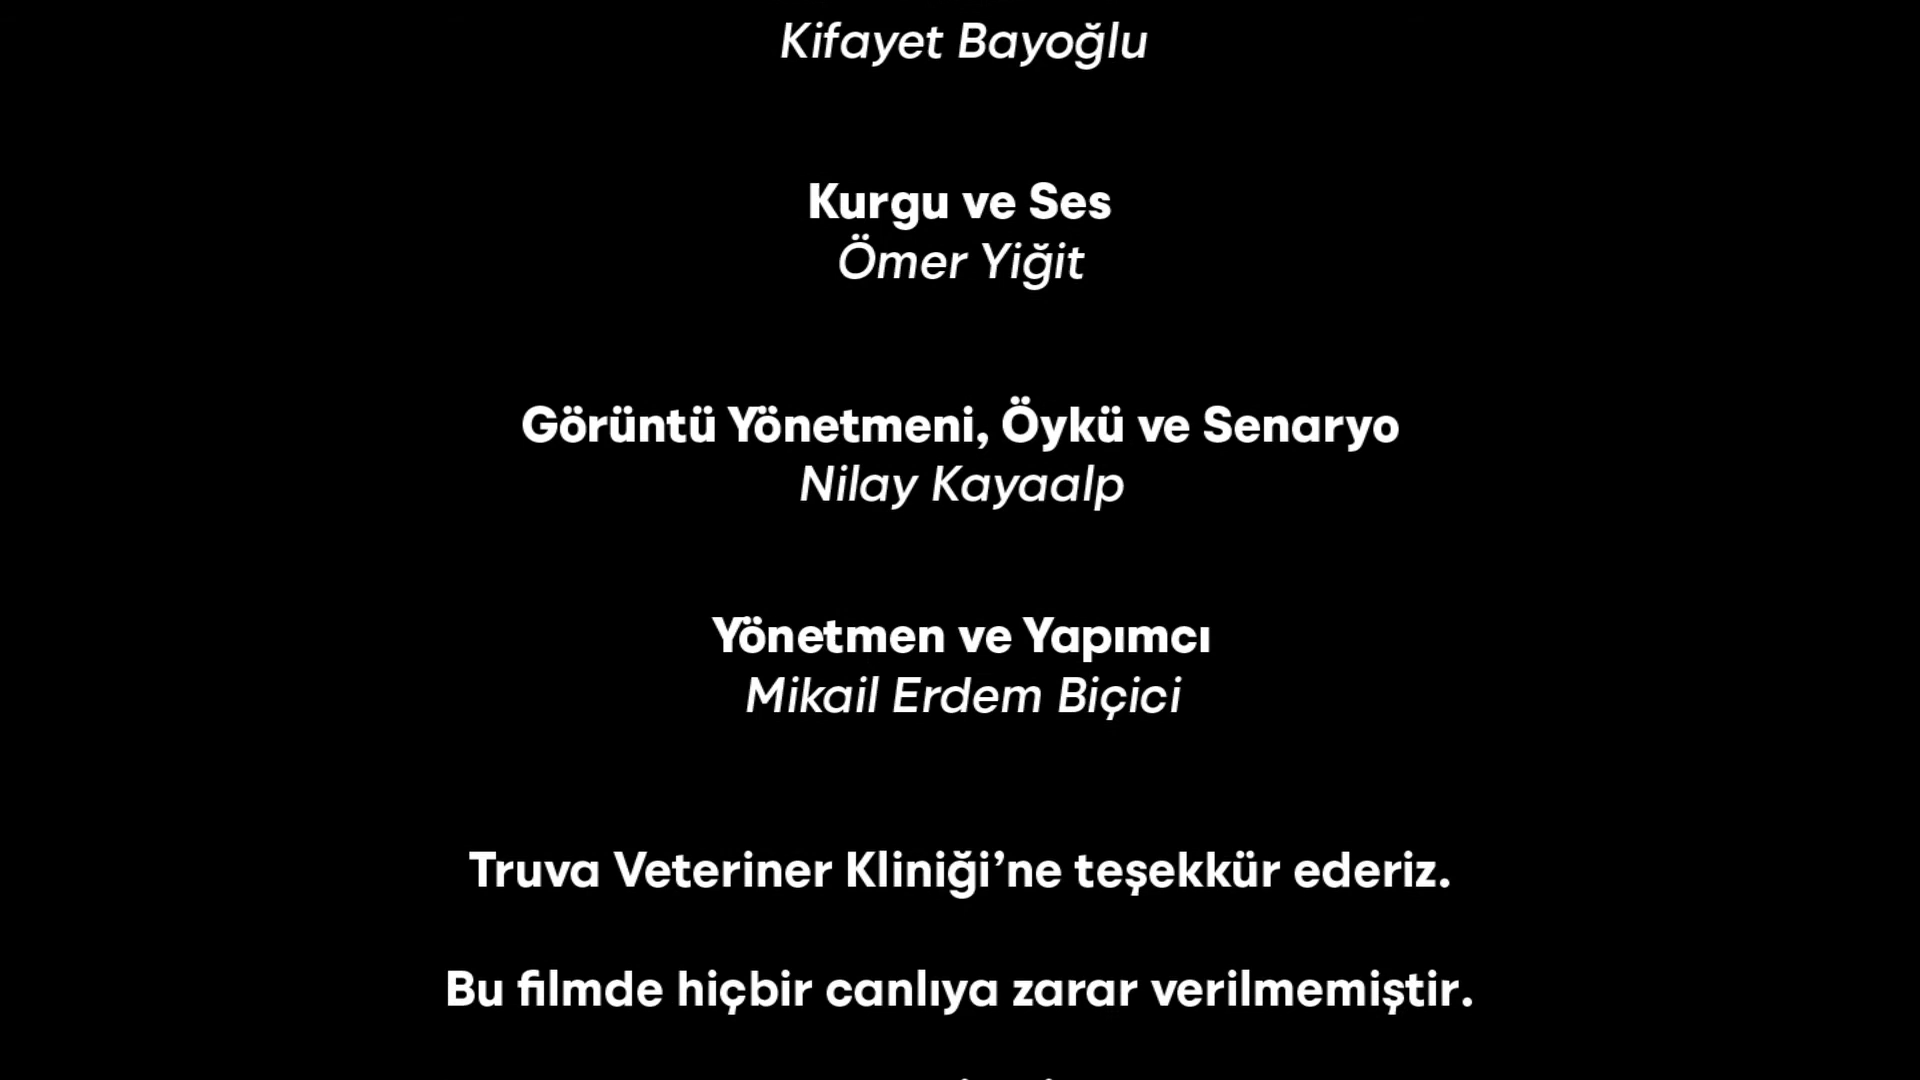 Kifayet Bayoğlu
Kurgu ve Ses
Ömer Yiğit
Görüntü Yönetmeni, Öykü ve Senaryo
Nilay Kayaalp
Yönetmen ve Yapımcı
Mikail Erdem Biçici
Truva Veteriner Kliniği’ne teşekkür ederiz.
Bu filmde hiçbir canlıya zarar verilmemiştir.